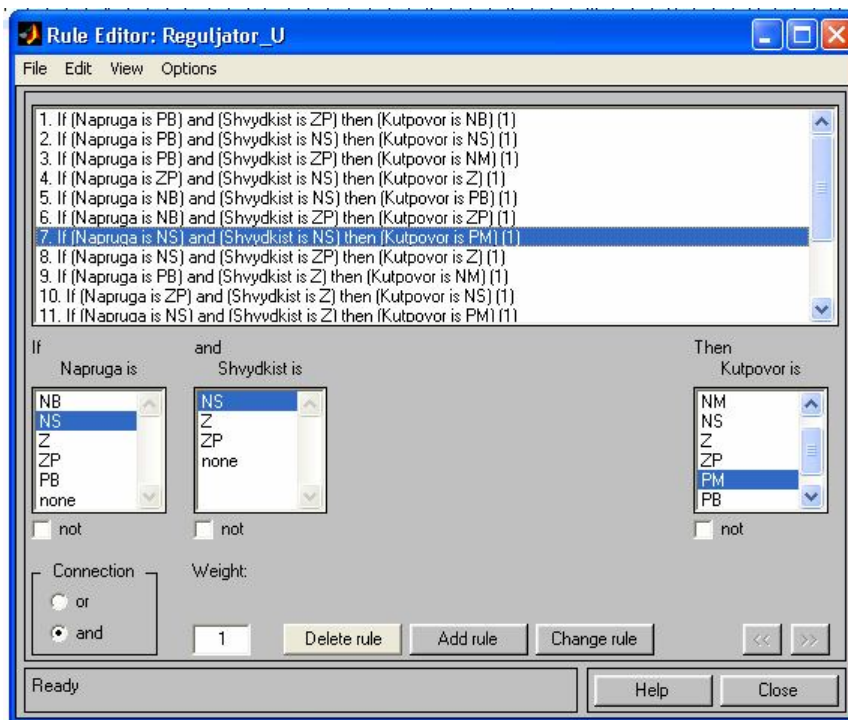 Rule Editor: Reguljator_U
File Edit View Options
1. If (Napruga is PB) and (Shvydkist is ZP) then (Kutpovor is NB) (1)
2. If (Napruga is PB) and (Shvydkist is NS) then (Kutpovor is NS) (1)
3. If (Napruga is PB) and (Shvydkist is ZP) then (Kutpovor is NM) (1)
4. If (Napruga is ZP) and (Shvydkist is NS) then (Kutpovor is Z) (1)
5. If (Napruga is NB) and (Shvydkist is NS) then (Kutpovor is PB) (1)
6. If (Napruga is NB) and (Shvydkist is ZP) then (Kutpovor is ZP) (1)
7. If (Napruga is NS) and (Shvydkist is NS) then (Kutpovor is PM) (1)
8. If (Napruga is NS) and (Shvydkist is ZP) then (Kutpovor is Z) (1)
9. If (Napruga is PB) and (Shvydkist is Z) then (Kutpovor is NM) (1)
10. If (Napruga is ZP) and (Shvydkist is Z) then (Kutpovor is NS) (1)
11. If (Napruga is NS) and (Shvydkist is Z) then (Kutpovor is PM) (1)
If and Then
Napruga is Shvydkist is Kutpovor is
NB NS NM
NS Z NS
Z ZP Z
ZP none ZP
PB PM
none PB
not not not
Connection Weight:
or
and 1 Delete rule Add rule Change rule << >>
Ready Help Close